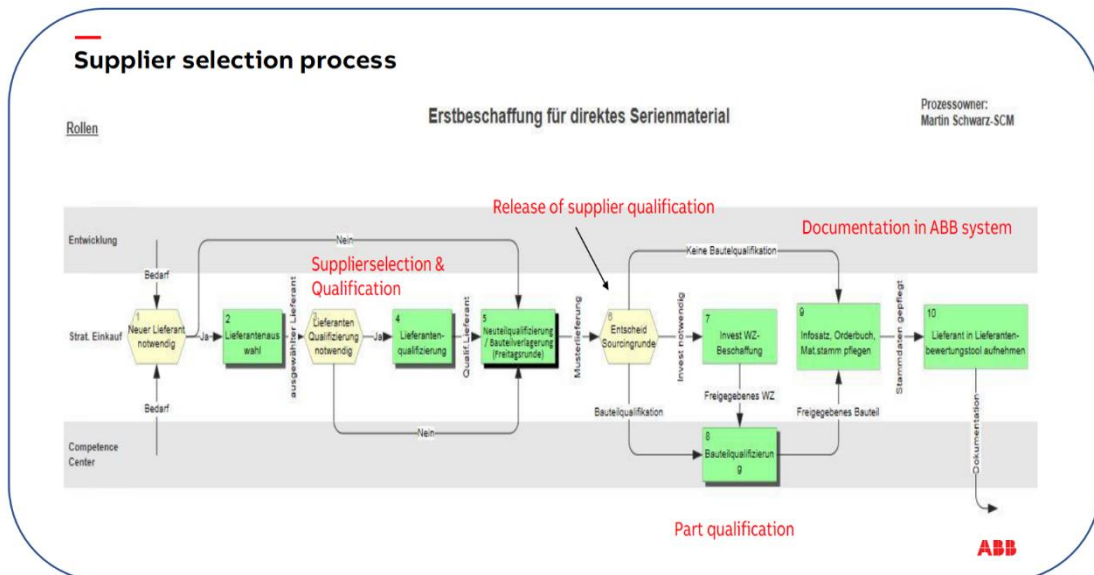 Supplier selection process
Erstbeschaffung für direktes Serienmaterial
Prozessowner:
Martin Schwarz-SCM
Rollen
Release of supplier qualification
Documentation in ABB system
Entwicklung
Nein
Keine Bauteilqualifikation
Supplierselection &
Qualification
Bedarf
Strat. Einkauf
1
Neuer Lieferant
notwendig
Ja
2
Lieferantenaus
wahl
ausgewählter Lieferant
3
Lieferanten
Qualifizierung
notwendig
Ja
4
Lieferanten-
qualifizierung
Qualif.Lieferant
5
Neuteilqualifizierung
/ Bauteilverlagerung
(Freitagsrunde)
Musterlieferung
6
Entscheid
Sourcingrunde
Invest notwendig
7
Invest WZ-
Beschaffung
9
Infosatz, Orderbuch,
Mat.stamm pflegen
Stammdaten gepflegt
10
Lieferant in Lieferanten-
bewertungstool aufnehmen
Bedarf
Nein
Bauteilqualifikation
Freigegebenes WZ
Freigegebenes Bauteil
Competence
Center
8
Bauteilqualifizierun
g
Dokumentation
Part qualification
ABB